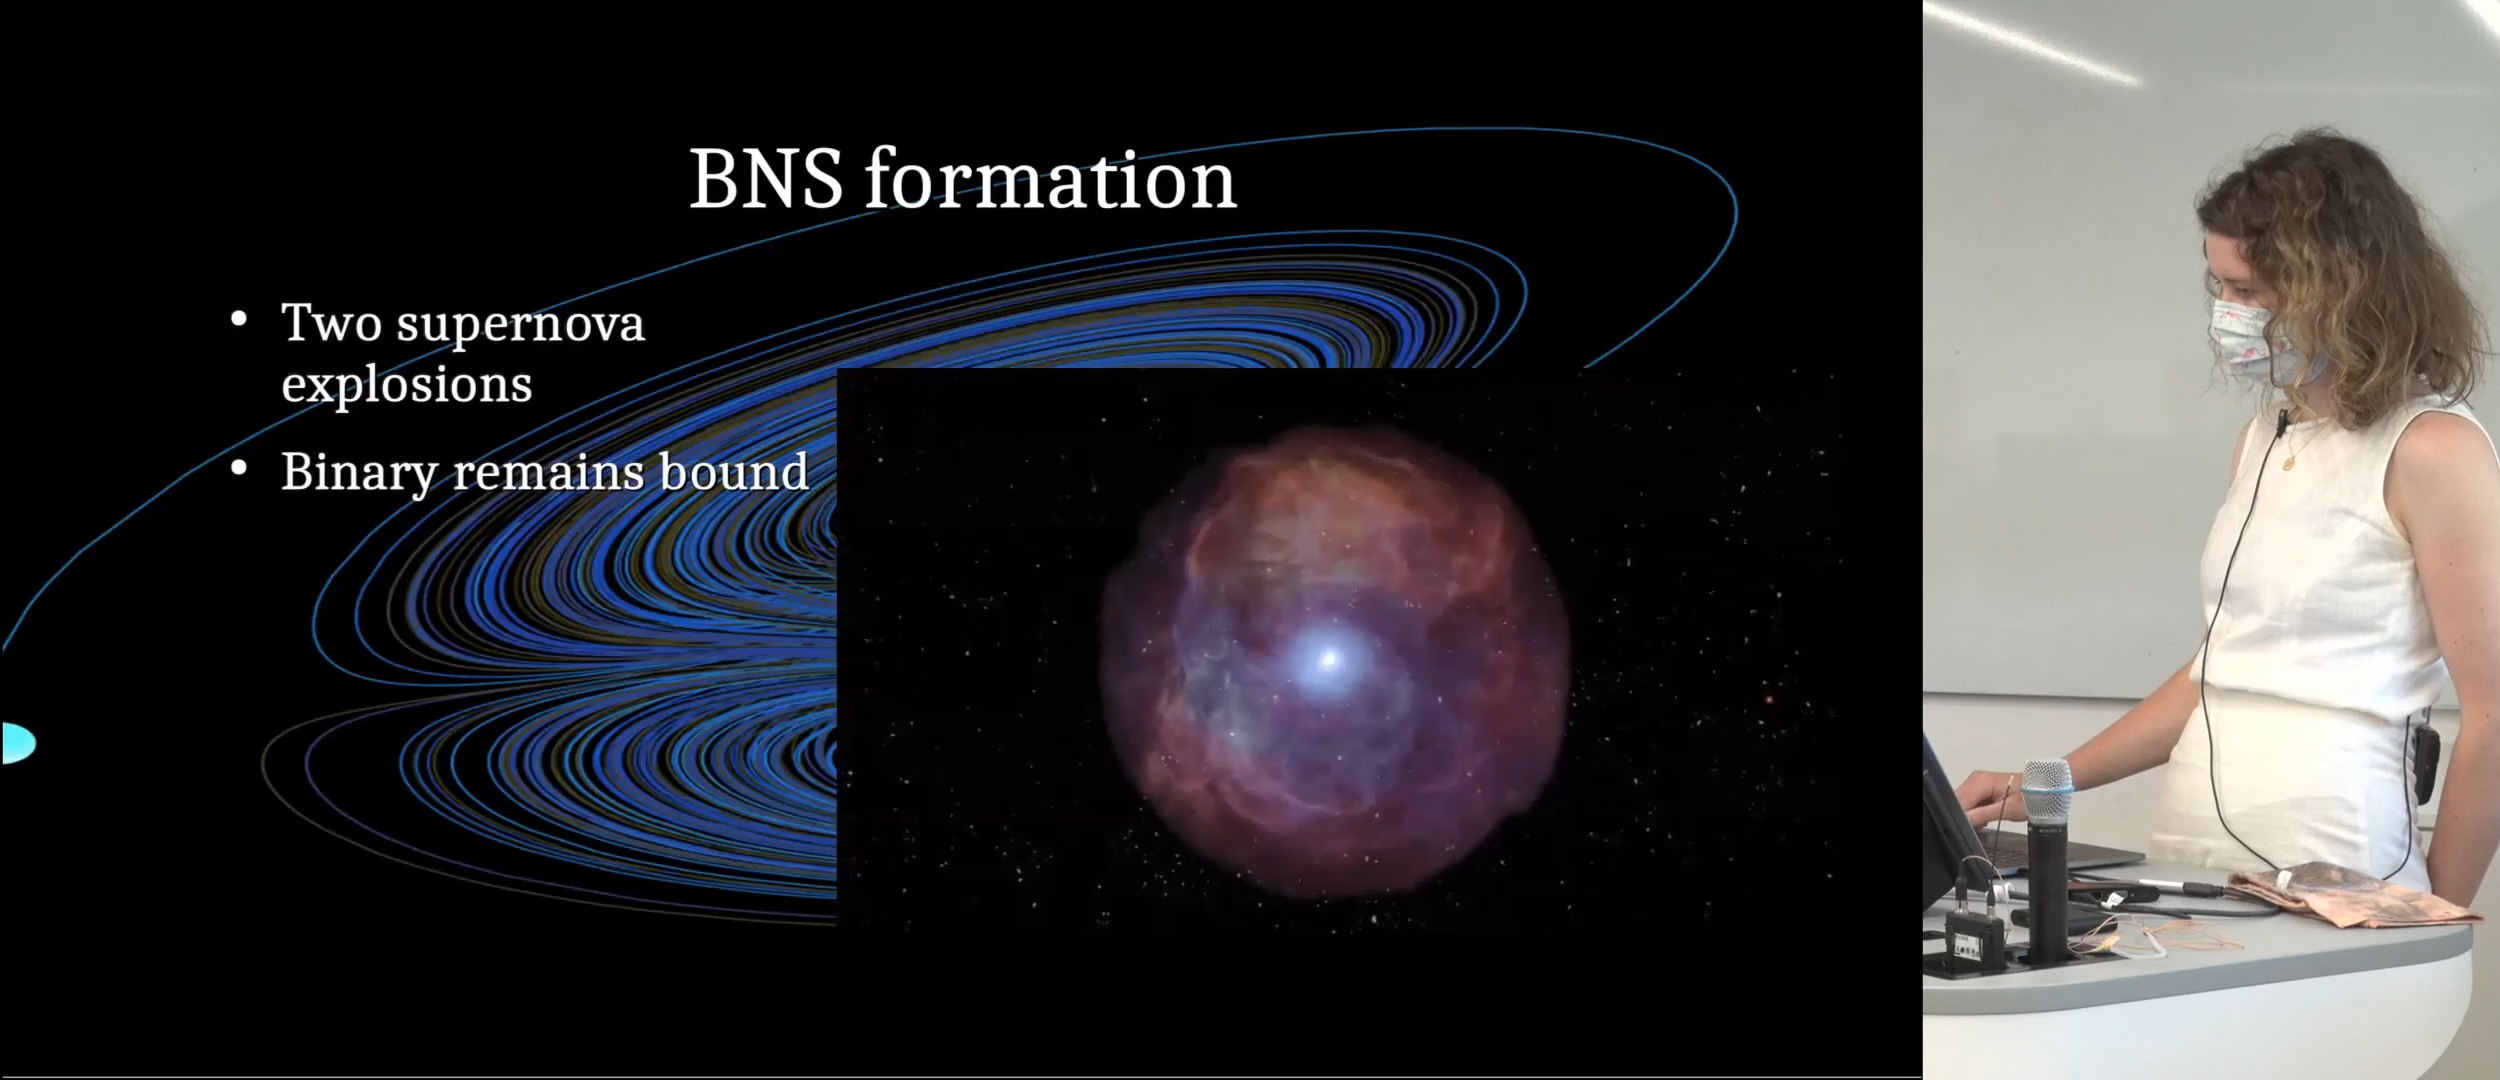 BNS formation
• Two supernova
explosions
• Binary remains bound